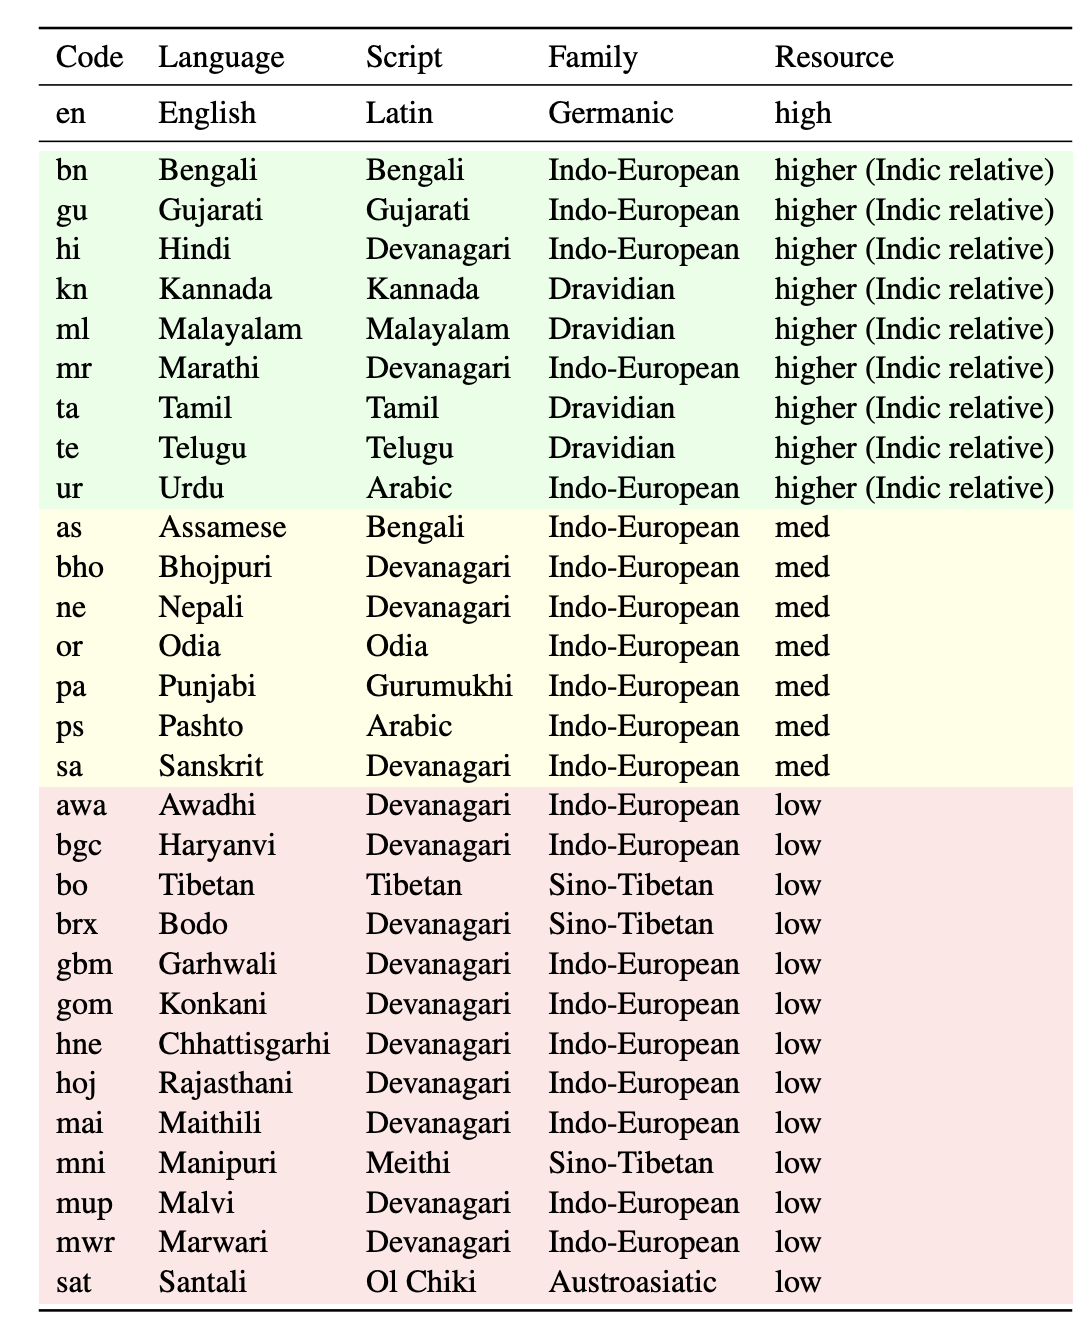 Code Language Script Family Resource
en English Latin Germanic high
bn Bengali Bengali Indo-European higher (Indic relative)
gu Gujarati Gujarati Indo-European higher (Indic relative)
hi Hindi Devanagari Indo-European higher (Indic relative)
kn Kannada Kannada Dravidian higher (Indic relative)
ml Malayalam Malayalam Dravidian higher (Indic relative)
mr Marathi Devanagari Indo-European higher (Indic relative)
ta Tamil Tamil Dravidian higher (Indic relative)
te Telugu Telugu Dravidian higher (Indic relative)
ur Urdu Arabic Indo-European higher (Indic relative)
as Assamese Bengali Indo-European med
bho Bhojpuri Devanagari Indo-European med
ne Nepali Devanagari Indo-European med
or Odia Odia Indo-European med
pa Punjabi Gurumukhi Indo-European med
ps Pashto Arabic Indo-European med
sa Sanskrit Devanagari Indo-European med
awa Awadhi Devanagari Indo-European low
bgc Haryanvi Devanagari Indo-European low
bo Tibetan Tibetan Sino-Tibetan low
brx Bodo Devanagari Sino-Tibetan low
gbm Garhwali Devanagari Indo-European low
gom Konkani Devanagari Indo-European low
hne Chhattisgarhi Devanagari Indo-European low
hoj Rajasthani Devanagari Indo-European low
mai Maithili Devanagari Indo-European low
mni Manipuri Meithi Sino-Tibetan low
mup Malvi Devanagari Indo-European low
mwr Marwari Devanagari Indo-European low
sat Santali Ol Chiki Austroasiatic low